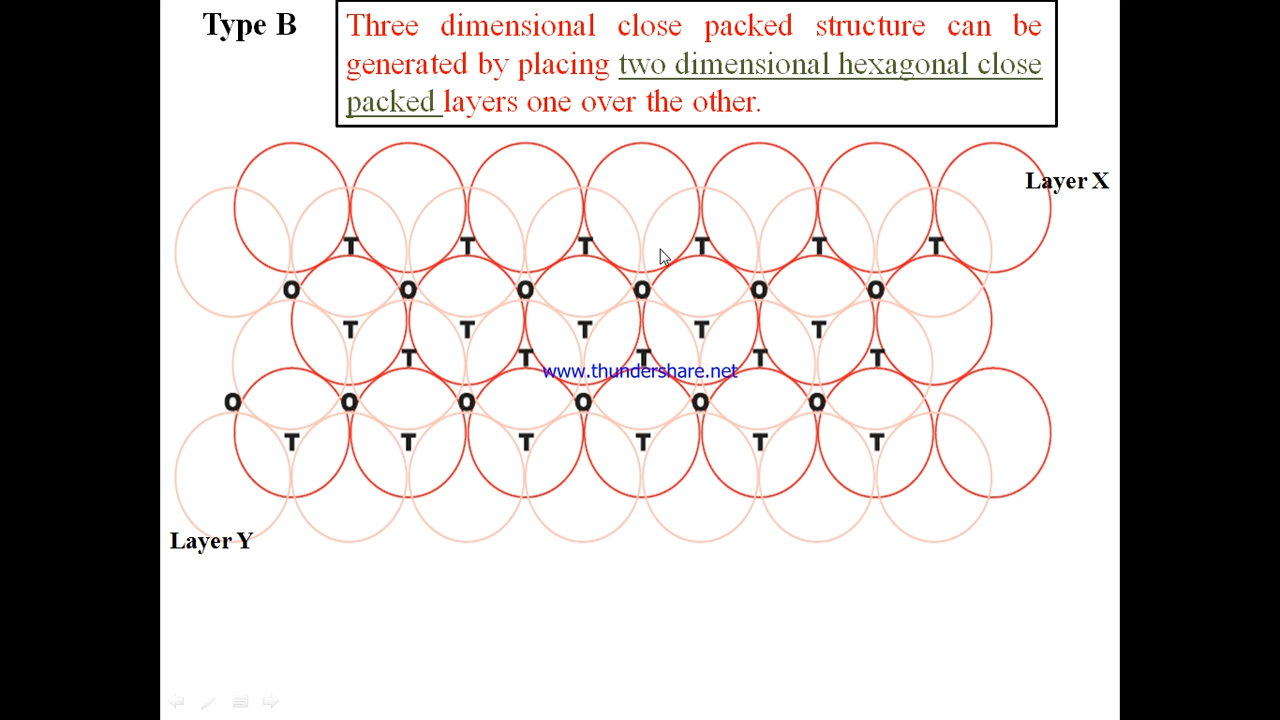 Type B
Three dimensional close packed structure can be
generated by placing two dimensional hexagonal close
packed layers one over the other.
Layer X
T T T T T T
O O O O O O
T T T T T
T T T T T
www.thundershare.net
O O O O O O
T T T T T T
Layer Y